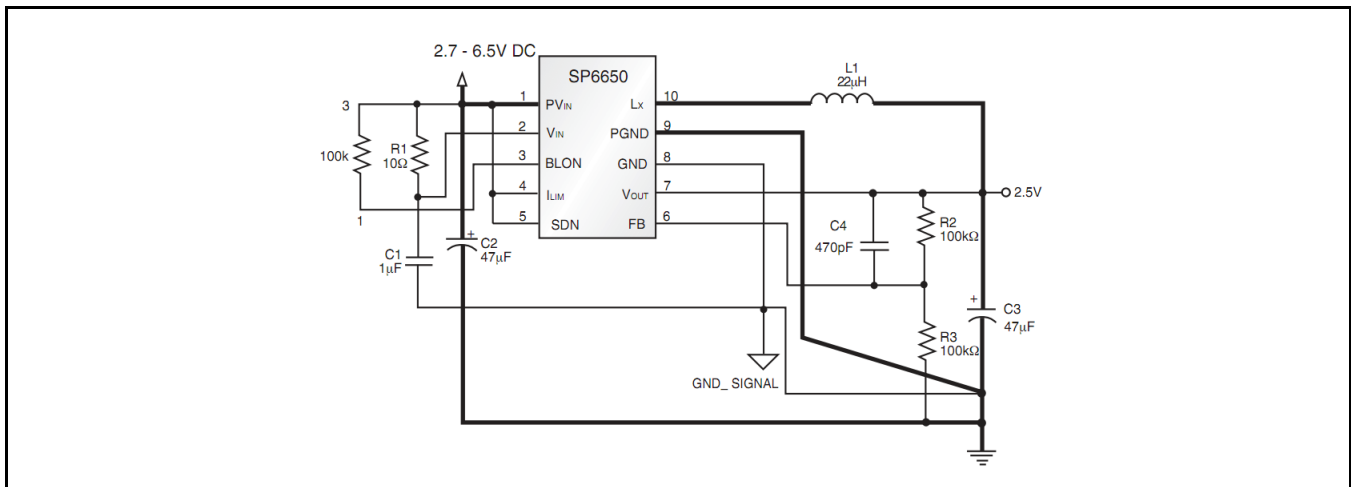 2.7 - 6.5V DC
SP6650
L1
22μH
3
1
PVIN
LX
10
100k
R1
10Ω
2
VIN
PGND
9
3
BLON
GND
8
4
ILIM
VOUT
7
2.5V
1
5
SDN
FB
6
C4
470pF
R2
100kΩ
C1
1μF
+
C2
47μF
+
C3
47μF
R3
100kΩ
GND_ SIGNAL